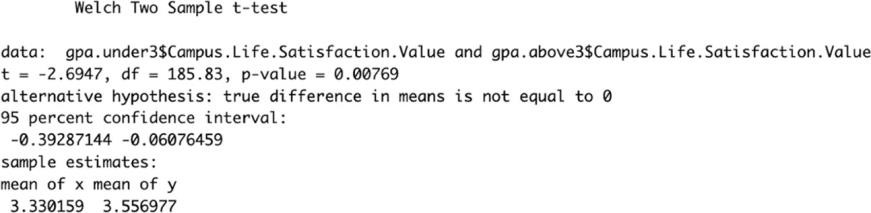 Welch Two Sample t-test
data: gpa.under3$Campus.Life.Satisfaction.Value and gpa.above3$Campus.Life.Satisfaction.Value
t = -2.6947, df = 185.83, p-value = 0.00769
alternative hypothesis: true difference in means is not equal to 0
95 percent confidence interval:
-0.39287144 -0.06076459
sample estimates:
mean of x mean of y
3.330159 3.556977